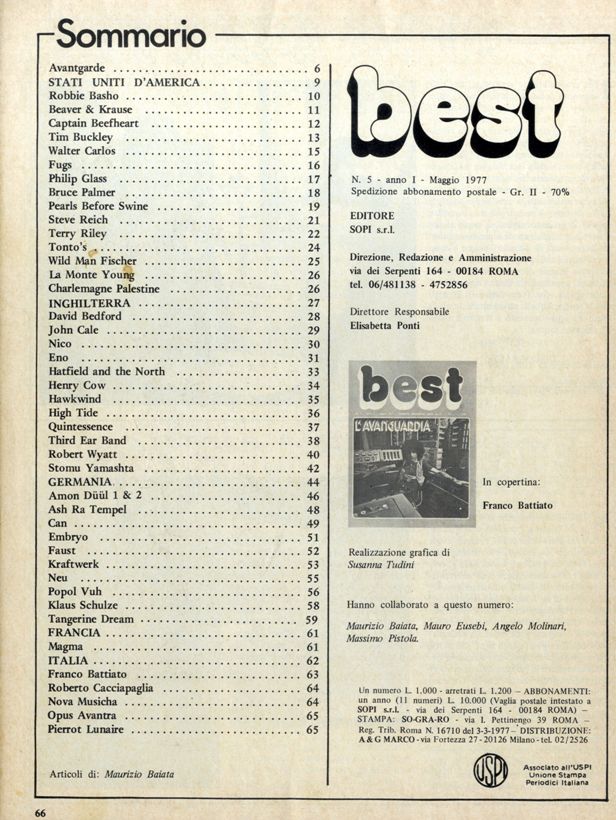 Sommario
Avantgarde 6
STATI UNITI D'AMERICA 9
Robbie Basho 10
Beaver & Krause 11
Captain Beefheart 12
Tim Buckley 13
Walter Carlos 15
Fugs 16
Philip Glass 17
Bruce Palmer 18
Pearls Before Swine 19
Steve Reich 21
Terry Riley 22
Tonto's 24
Wild Man Fischer 25
La Monte Young 26
Charlemagne Palestine 26
INGHILTERRA 27
David Bedford 28
John Cale 29
Nico 30
Eno 31
Hatfield and the North 33
Henry Cow 34
Hawkwind 35
High Tide 36
Quintessence 37
Third Ear Band 38
Robert Wyatt 40
Stomu Yamashta 42
GERMANIA 44
Amon Düül 1 & 2 46
Ash Ra Tempel 48
Can 49
Embryo 51
Faust 52
Kraftwerk 53
Neu 55
Popol Vuh 56
Klaus Schulze 58
Tangerine Dream 59
FRANCIA 61
Magma 61
ITALIA 62
Franco Battiato 63
Roberto Cacciapaglia 64
Nova Musicha 64
Opus Avantra 65
Pierrot Lunaire 65
Articoli di: Maurizio Baiata
66
best
N. 5 - anno I - Maggio 1977
Spedizione abbonamento postale - Gr. II - 70%
EDITORE
SOPI s.r.l.
Direzione, Redazione e Amministrazione
via dei Serpenti 164 - 00184 ROMA
tel. 06/481138 - 4752856
Direttore Responsabile
Elisabetta Ponti
best
L'AVANGUARDIA
In copertina:
Franco Battiato
Realizzazione grafica di
Susanna Tudini
Hanno collaborato a questo numero:
Maurizio Baiata, Mauro Eusebi, Angelo Molinari,
Massimo Pistola.
Un numero L. 1.000 - arretrati L. 1.200 — ABBONAMENTI:
un anno (11 numeri) L. 10.000 (Vaglia postale intestato a
SOPI s.r.l. - via dei Serpenti 164 - 00184 ROMA) —
STAMPA: SO-GRA-RO - via I. Pettinengo 39 ROMA —
Reg. Trib. Roma N. 16710 del 3-3-1977 — DISTRIBUZIONE:
A & G MARCO - via Fortezza 27 - 20126 Milano - tel. 02/2526
USPI
Associato all'USPI
Unione Stampa
Periodici Italiana